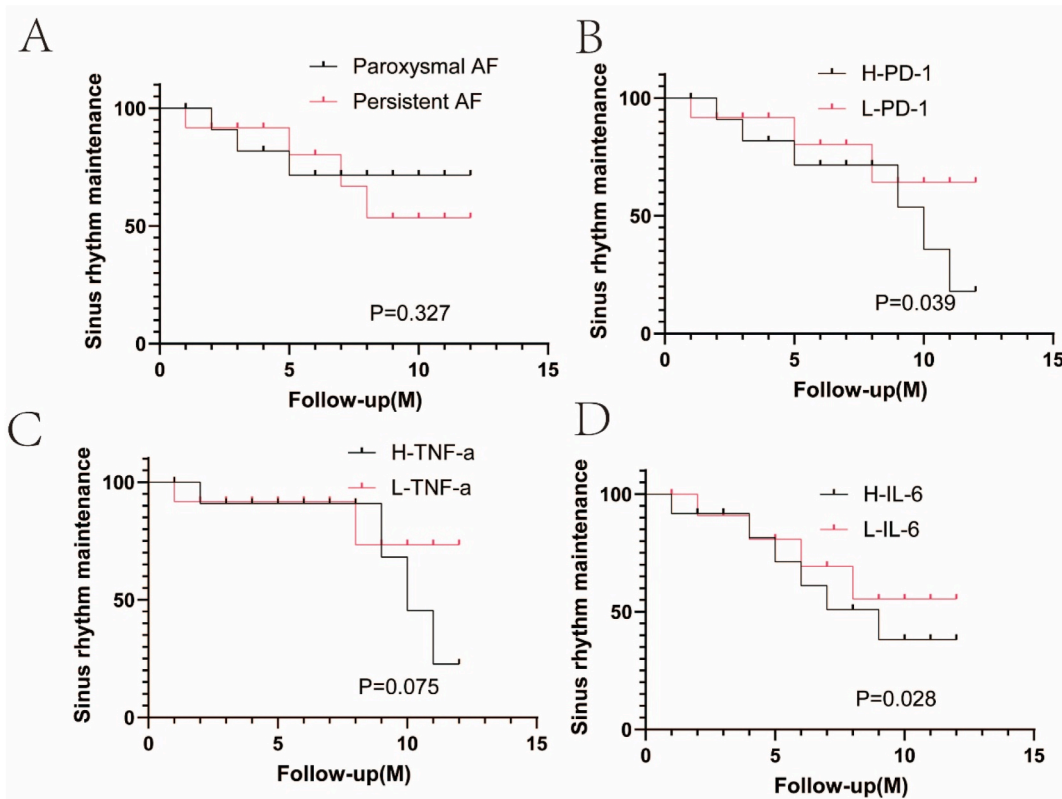 A
Paroxysmal AF
Persistent AF
Sinus rhythm maintenance
100
50
0
P=0.327
0
5
10
15
Follow-up(M)
B
H-PD-1
L-PD-1
Sinus rhythm maintenance
100
50
0
P=0.039
0
5
10
15
Follow-up(M)
C
H-TNF-a
L-TNF-a
Sinus rhythm maintenance
100
50
0
P=0.075
0
5
10
15
Follow-up(M)
D
H-IL-6
L-IL-6
Sinus rhythm maintenance
100
50
0
P=0.028
0
5
10
15
Follow-up(M)